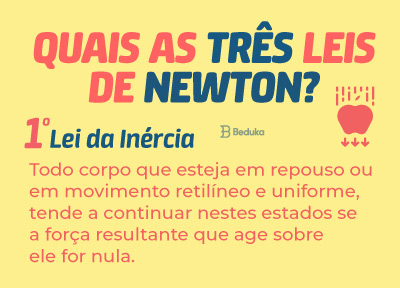 QUAIS AS TRÊS LEIS
DE NEWTON?
1º Lei da Inércia
Beduka
Todo corpo que esteja em repouso ou
em movimento retilíneo e uniforme,
tende a continuar nestes estados se
a força resultante que age sobre
ele for nula.